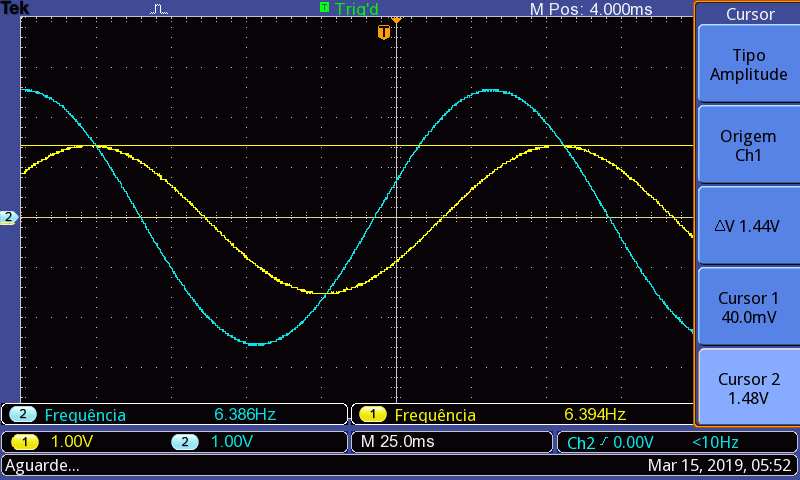 Tek
T Trig'd
M Pos: 4.000ms
T
2
Cursor
Tipo
Amplitude
Origem
Ch1
△V 1.44V
Cursor 1
40.0mV
Cursor 2
1.48V
2 Frequência 6.386Hz
1 Frequência 6.394Hz
1 1.00V
2 1.00V
M 25.0ms
Ch2 / 0.00V <10Hz
Aguarde...
Mar 15, 2019, 05:52